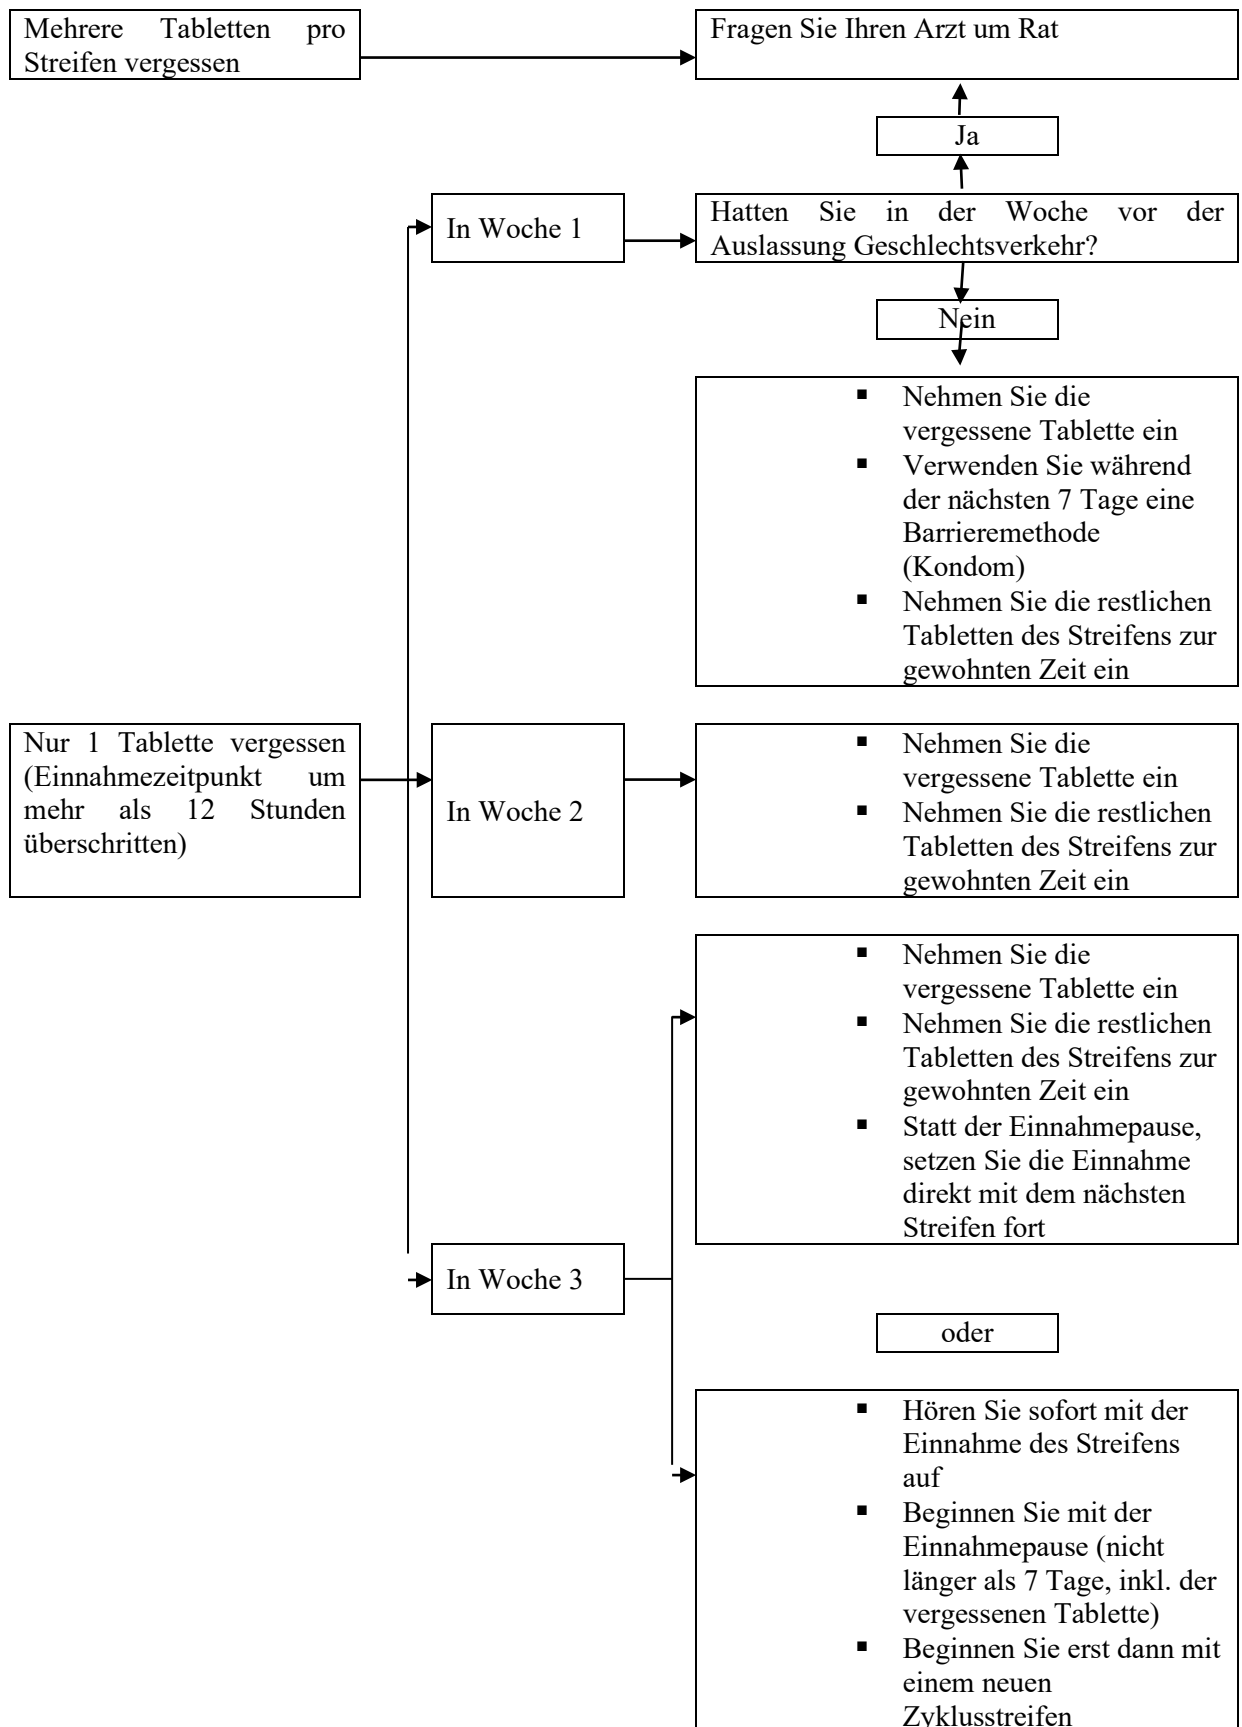 Mehrere Tabletten pro
Streifen vergessen
Fragen Sie Ihren Arzt um Rat
Ja
In Woche 1
Hatten Sie in der Woche vor der
Auslassung Geschlechtsverkehr?
Nein
▪ Nehmen Sie die
vergessene Tablette ein
▪ Verwenden Sie während
der nächsten 7 Tage eine
Barrieremethode
(Kondom)
▪ Nehmen Sie die restlichen
Tabletten des Streifens zur
gewohnten Zeit ein
Nur 1 Tablette vergessen
(Einnahmezeitpunkt um
mehr als 12 Stunden
überschritten)
In Woche 2
▪ Nehmen Sie die
vergessene Tablette ein
▪ Nehmen Sie die restlichen
Tabletten des Streifens zur
gewohnten Zeit ein
▪ Nehmen Sie die
vergessene Tablette ein
▪ Nehmen Sie die restlichen
Tabletten des Streifens zur
gewohnten Zeit ein
▪ Statt der Einnahmepause,
setzen Sie die Einnahme
direkt mit dem nächsten
Streifen fort
In Woche 3
oder
▪ Hören Sie sofort mit der
Einnahme des Streifens
auf
▪ Beginnen Sie mit der
Einnahmepause (nicht
länger als 7 Tage, inkl. der
vergessenen Tablette)
▪ Beginnen Sie erst dann mit
einem neuen
Zyklusstreifen